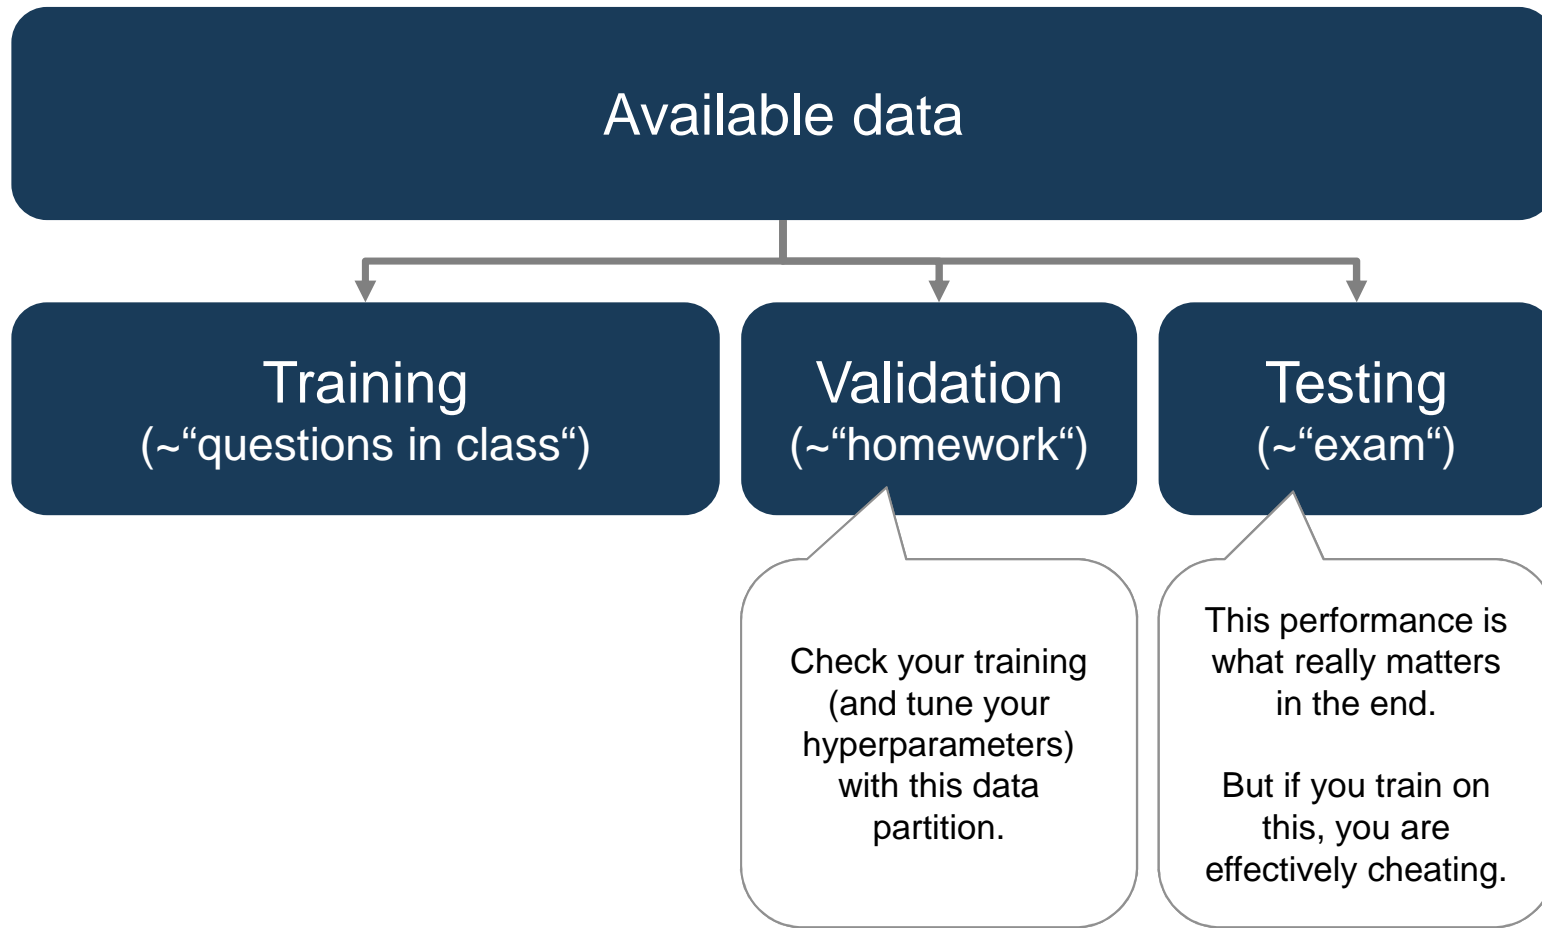 Available data
Training
(~“questions in class“)
Validation
(~“homework“)
Testing
(~“exam“)
Check your training
(and tune your
hyperparameters)
with this data
partition.
This performance is
what really matters
in the end.
But if you train on
this, you are
effectively cheating.